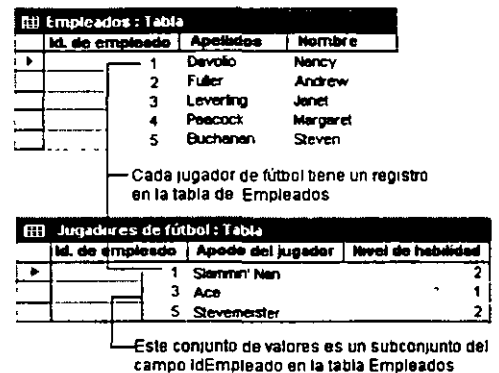 Empleados : Tabla
Id. de empleado Apellidos Nombre
1 Davolio Nancy
2 Fuller Andrew
3 Leverling Janet
4 Peacock Margaret
5 Buchanan Steven
Cada jugador de fútbol tiene un registro
en la tabla de Empleados
Jugadores de fútbol : Tabla
Id. de empleado Apodo del jugador Nivel de habilidad
1 Slammin' Nan 2
3 Ace 1
5 Stevemeister 2
Este conjunto de valores es un subconjunto del
campo idEmpleado en la tabla Empleados